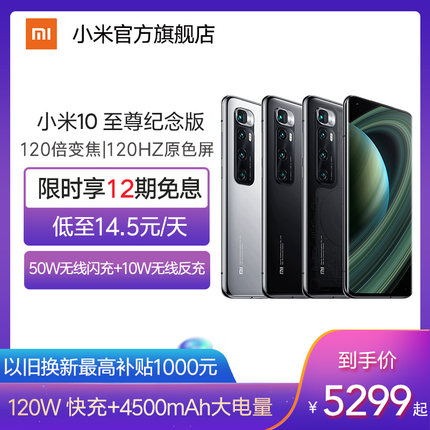 小米官方旗舰店
小米10 至尊纪念版
120倍变焦|120HZ原色屏
限时享12期免息
低至14.5元/天
50W无线闪充+10W无线反充
以旧换新最高补贴1000元
到手价
120W 快充+4500mAh大电量
¥5299起